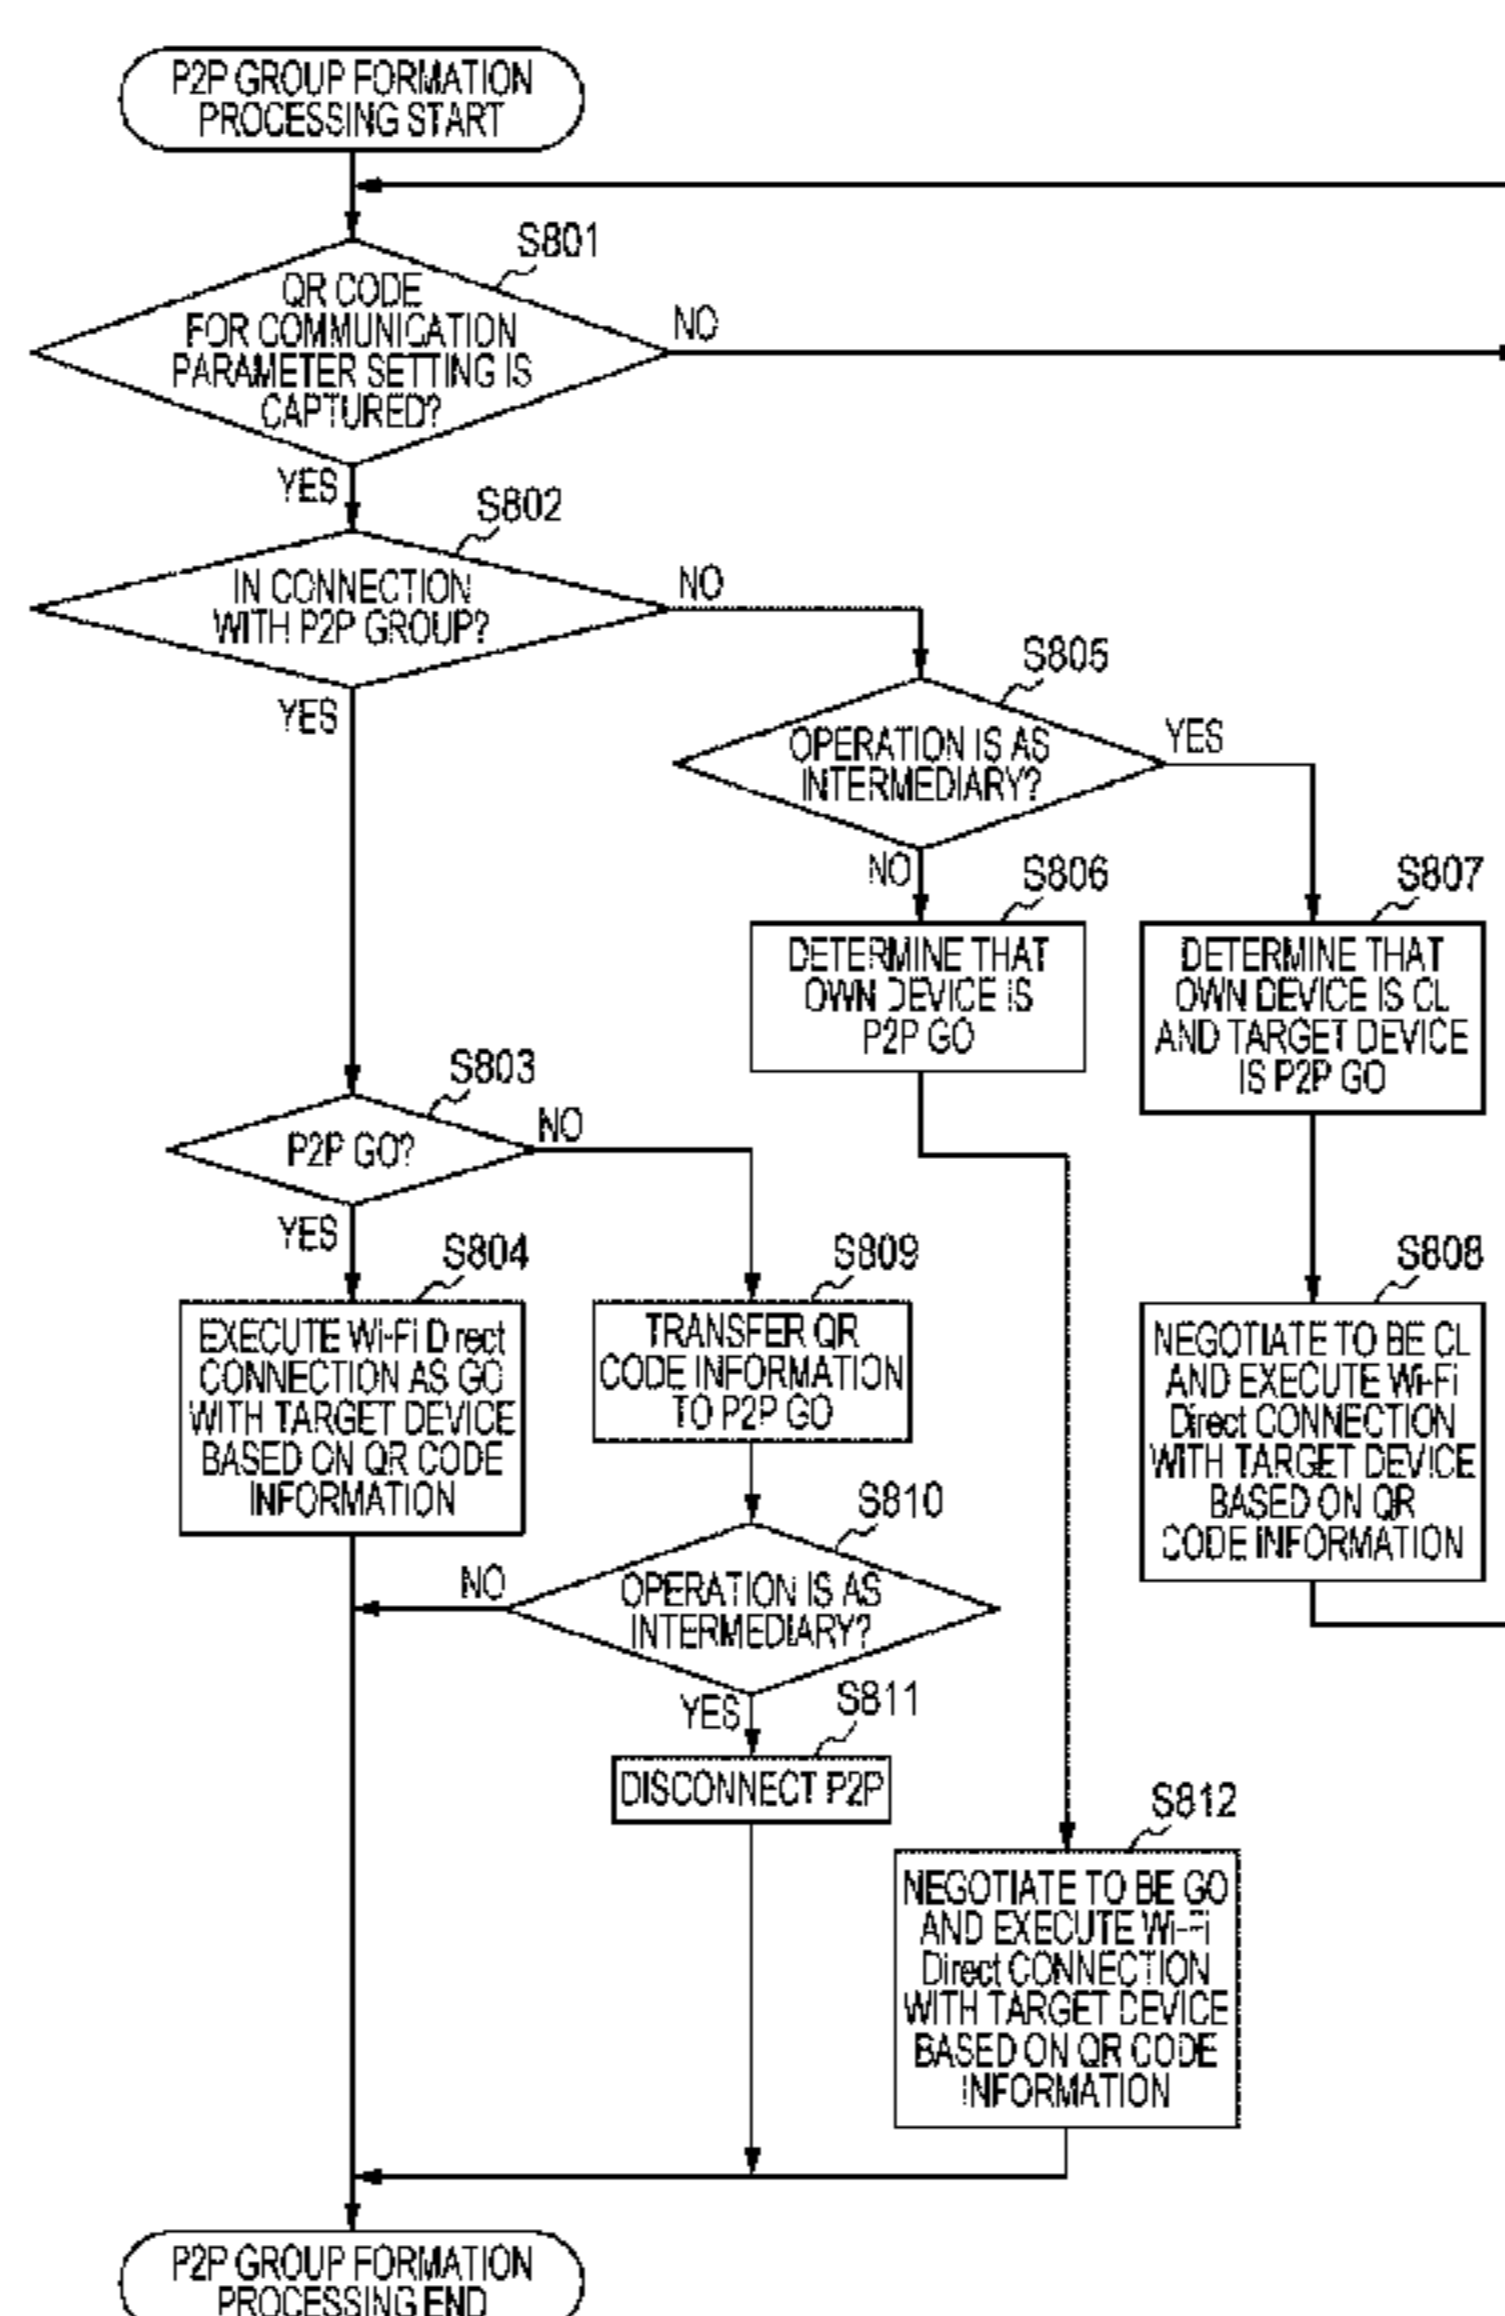 P2P GROUP FORMATION
PROCESSING START
S801
QR CODE
FOR COMMUNICATION
PARAMETER SETTING IS
CAPTURED?
NO
YES
S802
IN CONNECTION
WITH P2P GROUP?
NO
YES
S805
OPERATION IS AS
INTERMEDIARY?
YES
NO
S806
DETERMINE THAT
OWN DEVICE IS
P2P GO
S807
DETERMINE THAT
OWN DEVICE IS CL
AND TARGET DEVICE
IS P2P GO
S803
P2P GO?
NO
YES
S804
EXECUTE Wi-Fi Direct
CONNECTION AS GO
WITH TARGET DEVICE
BASED ON QR CODE
INFORMATION
S809
TRANSFER QR
CODE INFORMATION
TO P2P GO
S808
NEGOTIATE TO BE CL
AND EXECUTE Wi-Fi
Direct CONNECTION
WITH TARGET DEVICE
BASED ON QR
CODE INFORMATION
S810
OPERATION IS AS
INTERMEDIARY?
NO
YES
S811
DISCONNECT P2P
S812
NEGOTIATE TO BE GO
AND EXECUTE Wi-Fi
Direct CONNECTION
WITH TARGET DEVICE
BASED ON QR CODE
INFORMATION
P2P GROUP FORMATION
PROCESSING END